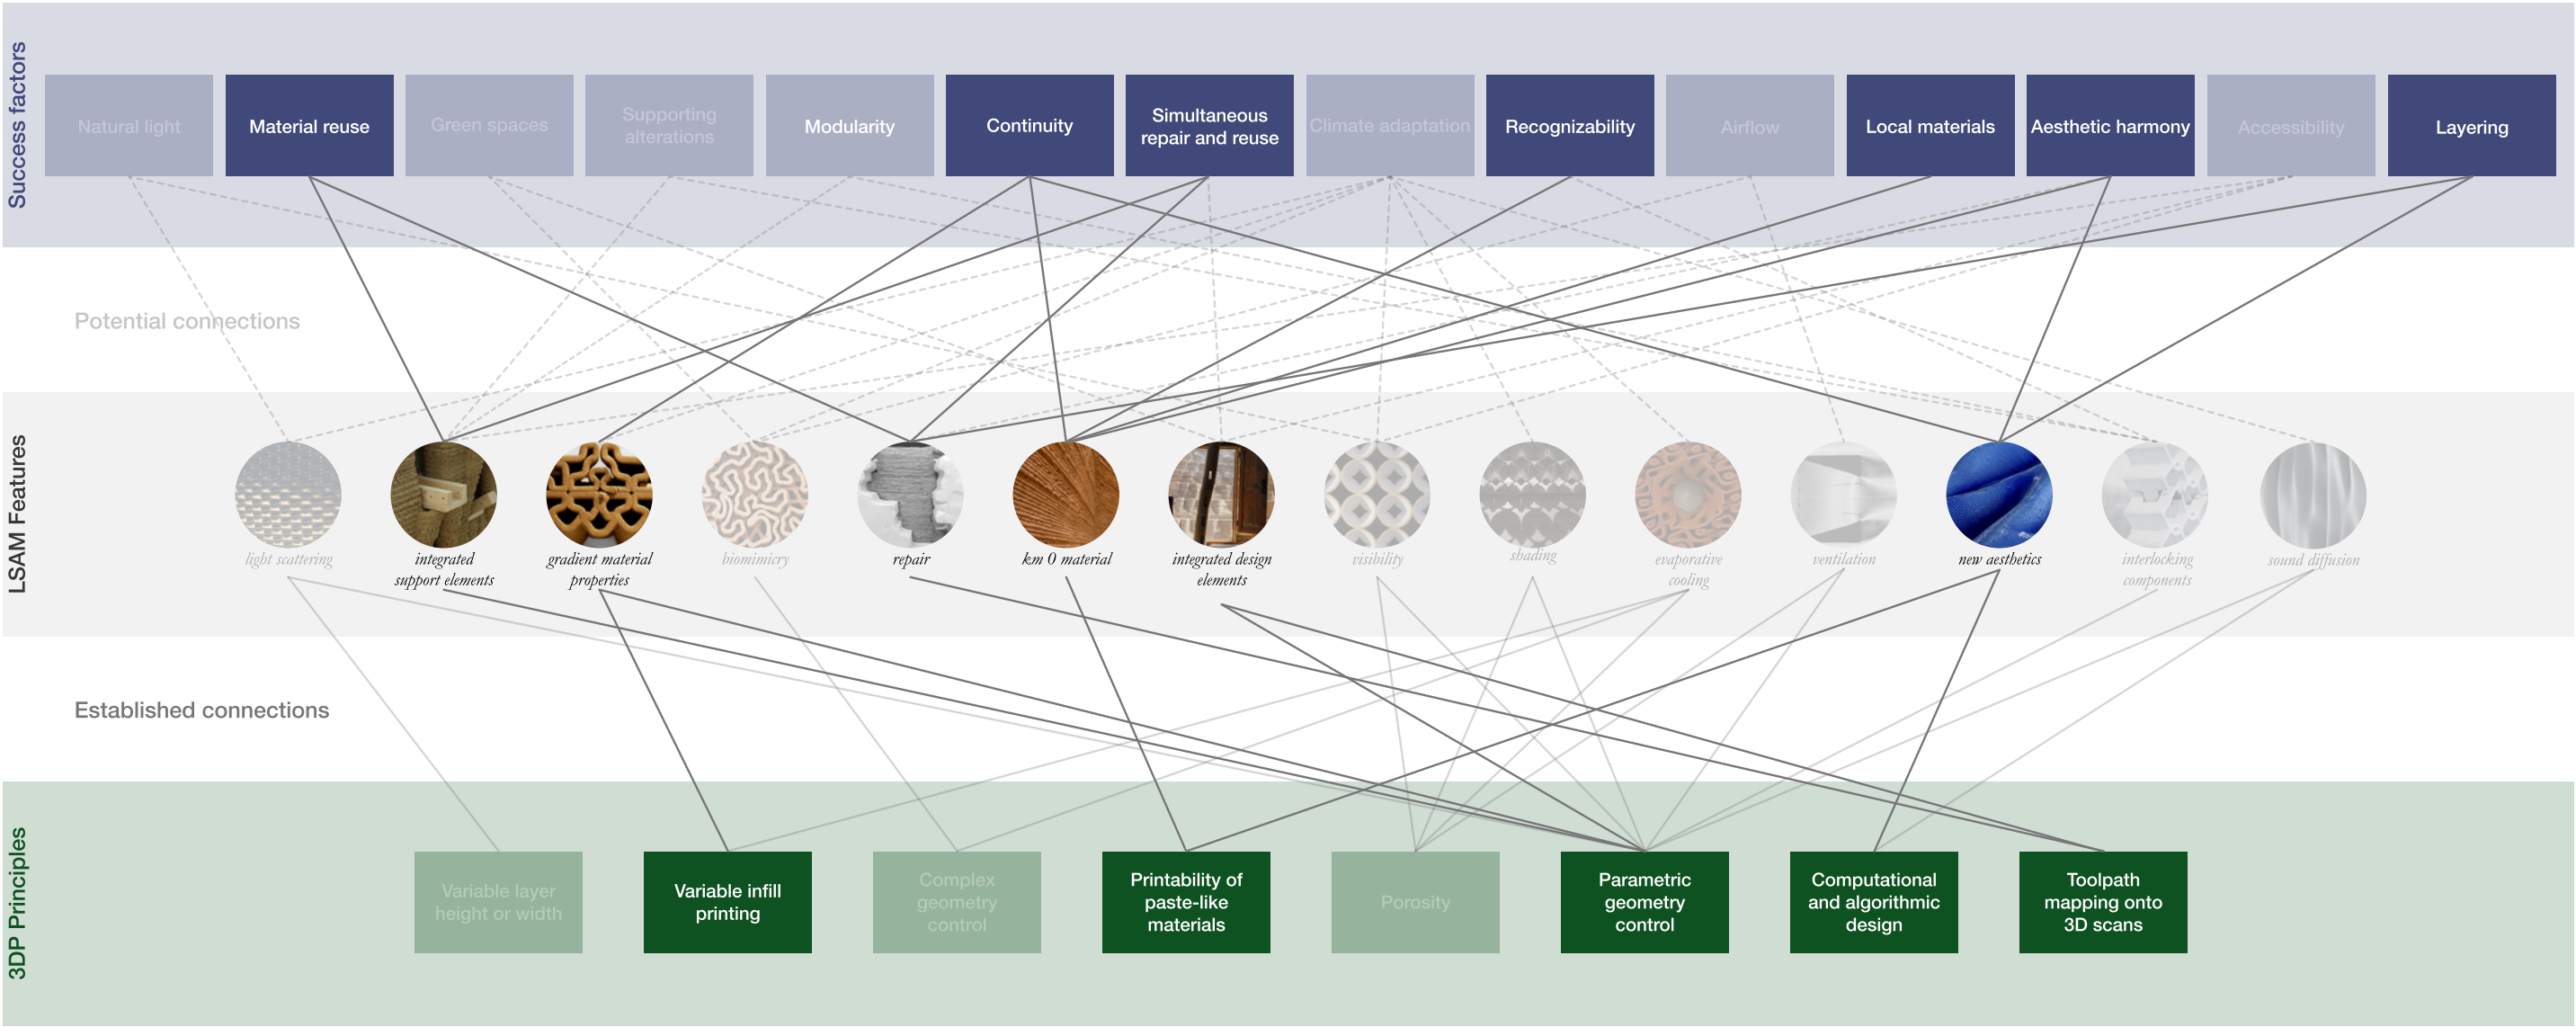 Success factors
Natural light
Material reuse
Green spaces
Supporting
alterations
Modularity
Continuity
Simultaneous
repair and reuse
Climate adaptation
Recognizability
Airflow
Local materials
Aesthetic harmony
Accessibility
Layering
Potential connections
LSAM Features
light scattering
integrated
support elements
gradient material
properties
biomimicry
repair
km 0 material
integrated design
elements
visibility
shading
evaporative
cooling
ventilation
new aesthetics
interlocking
components
sound diffusion
Established connections
3DP Principles
Variable layer
height or width
Variable infill
printing
Complex
geometry
control
Printability of
paste-like
materials
Porosity
Parametric
geometry
control
Computational
and algorithmic
design
Toolpath
mapping onto
3D scans